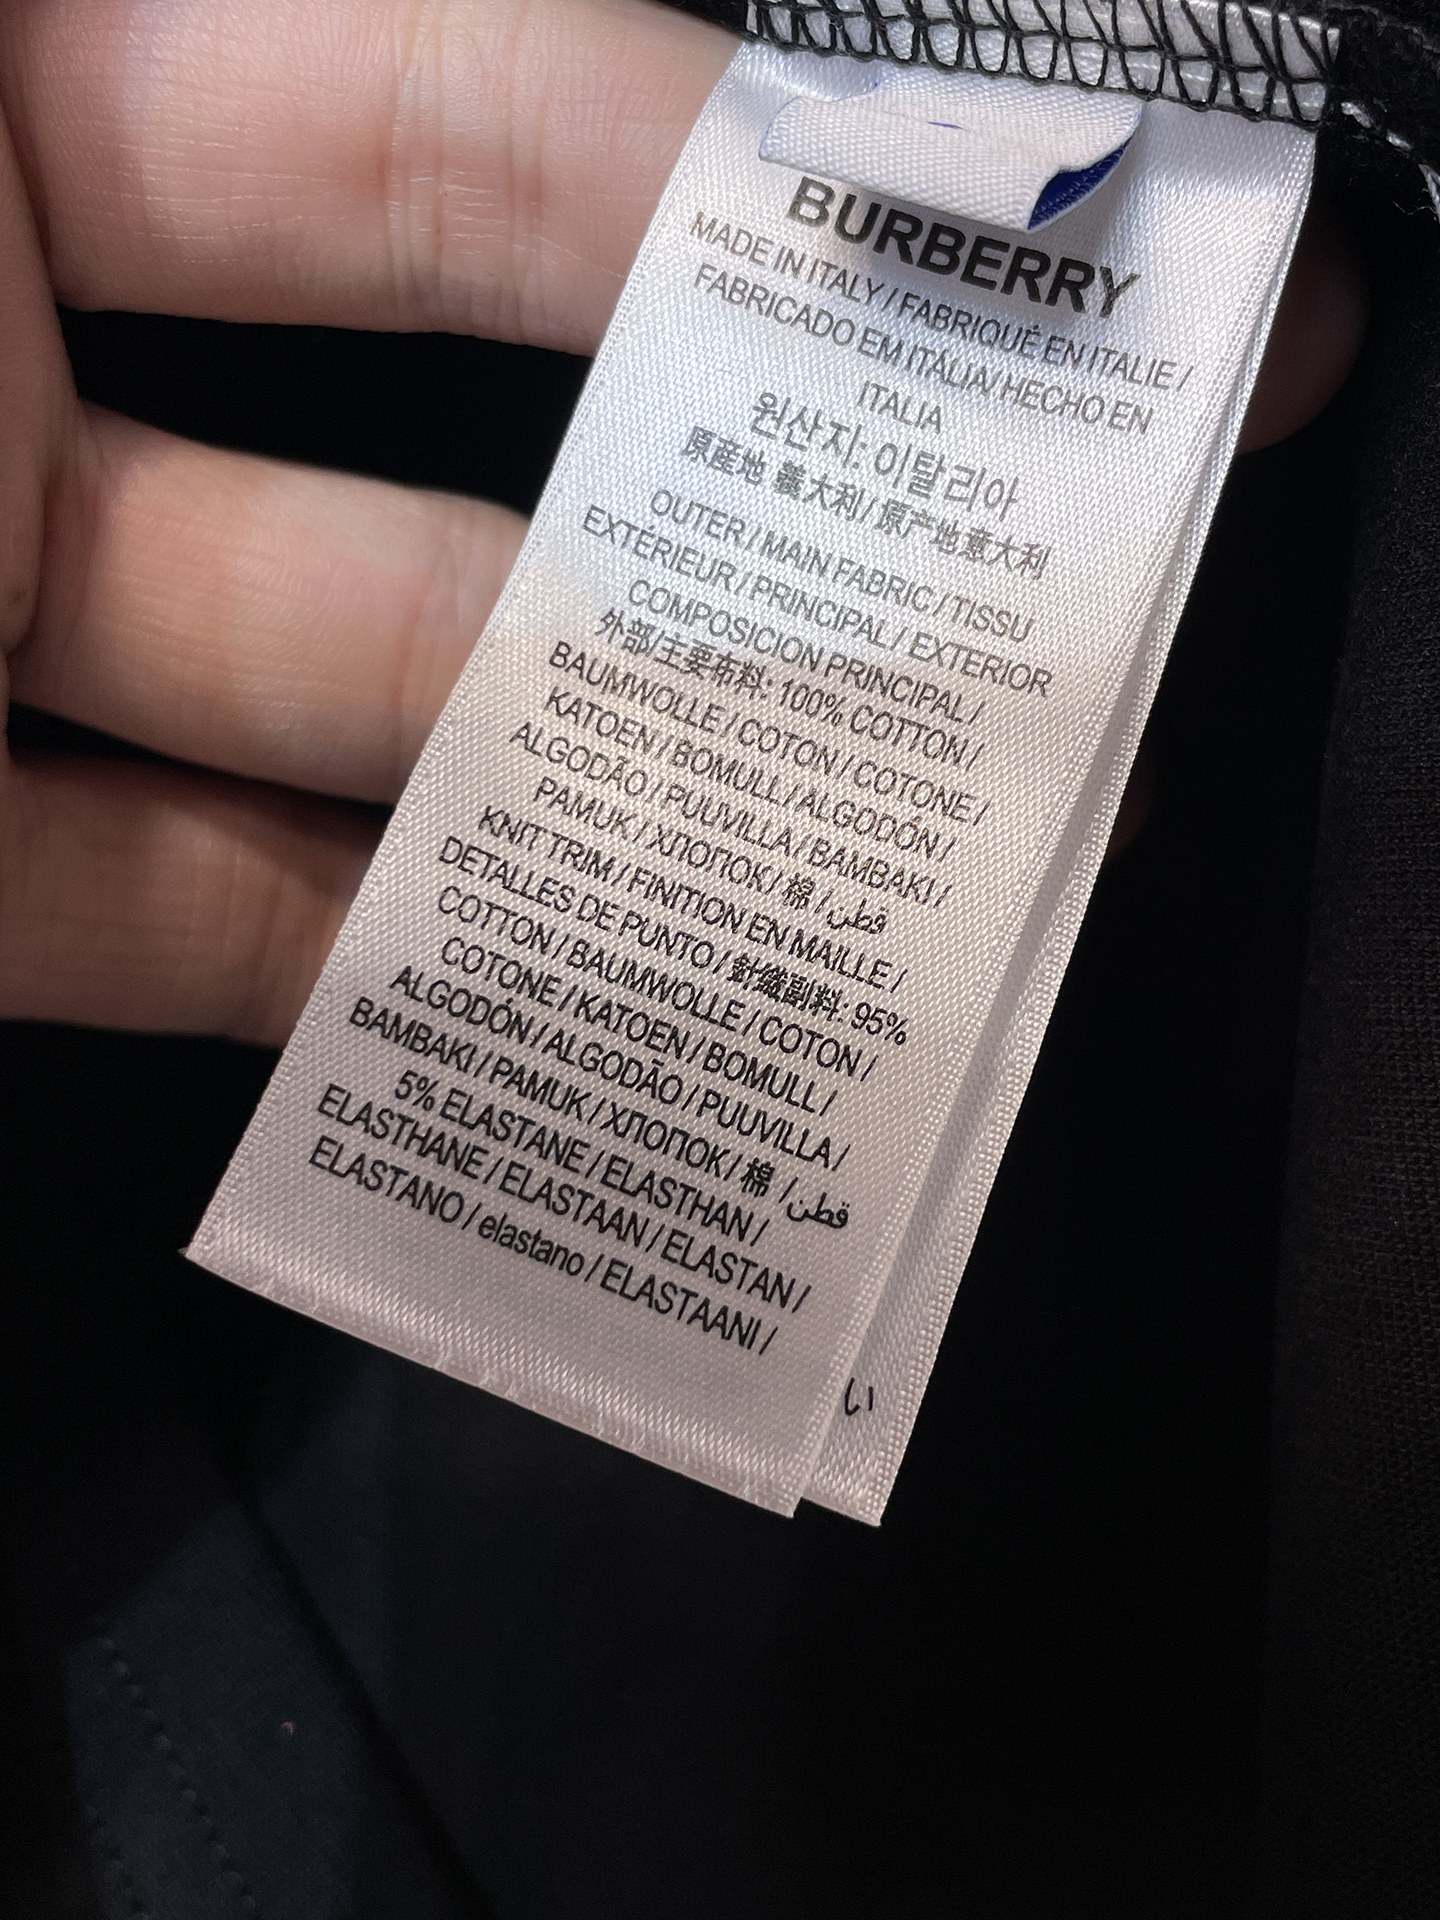 BURBERRY
MADE IN ITALY / FABRIQUÉ EN ITALIE /
FABRICADO EM ITÁLIA/ HECHO EN
ITALIA
원산지: 이탈리아
原産地 義大利 / 原产地意大利
OUTER / MAIN FABRIC / TISSU
EXTÉRIEUR / PRINCIPAL / EXTERIOR
COMPOSICION PRINCIPAL /
外部/主要布料: 100% COTTON /
BAUMWOLLE / COTON / COTONE /
KATOEN / BOMULL / ALGODÓN /
ALGODÃO / PUUVILLA / BAMBAKI /
PAMUK / ХЛОПОК / 棉 / قطن
KNIT TRIM / FINITION EN MAILLE /
DETALLES DE PUNTO / 針織副料: 95%
COTTON / BAUMWOLLE / COTON /
COTONE / KATOEN / BOMULL /
ALGODÓN / ALGODÃO / PUUVILLA /
BAMBAKI / PAMUK / ХЛОПОК / 棉 / قطن
5% ELASTANE / ELASTHAN /
ELASTHANE / ELASTAAN / ELASTAN /
ELASTANO / elastano / ELASTAANI /
い